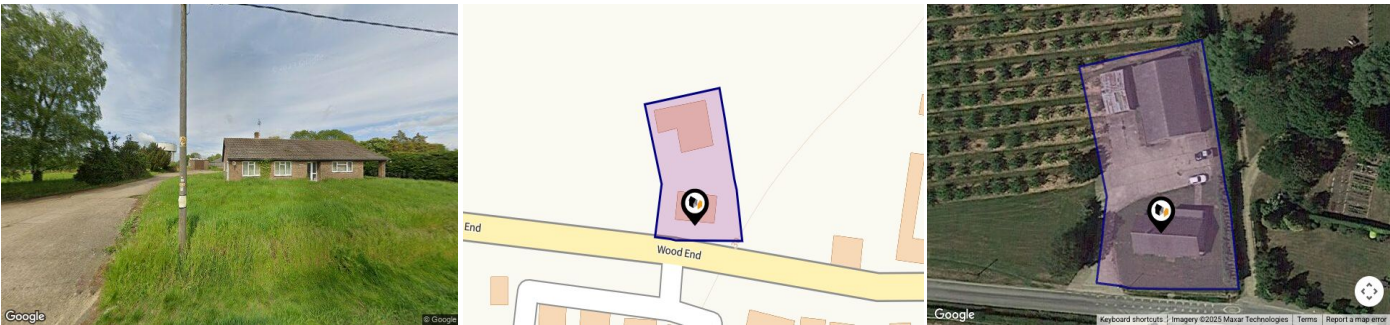 Google
© Google
End
Wood End
Google
Keyboard shortcuts
Imagery ©2025 Maxar Technologies
Terms
Report a map error